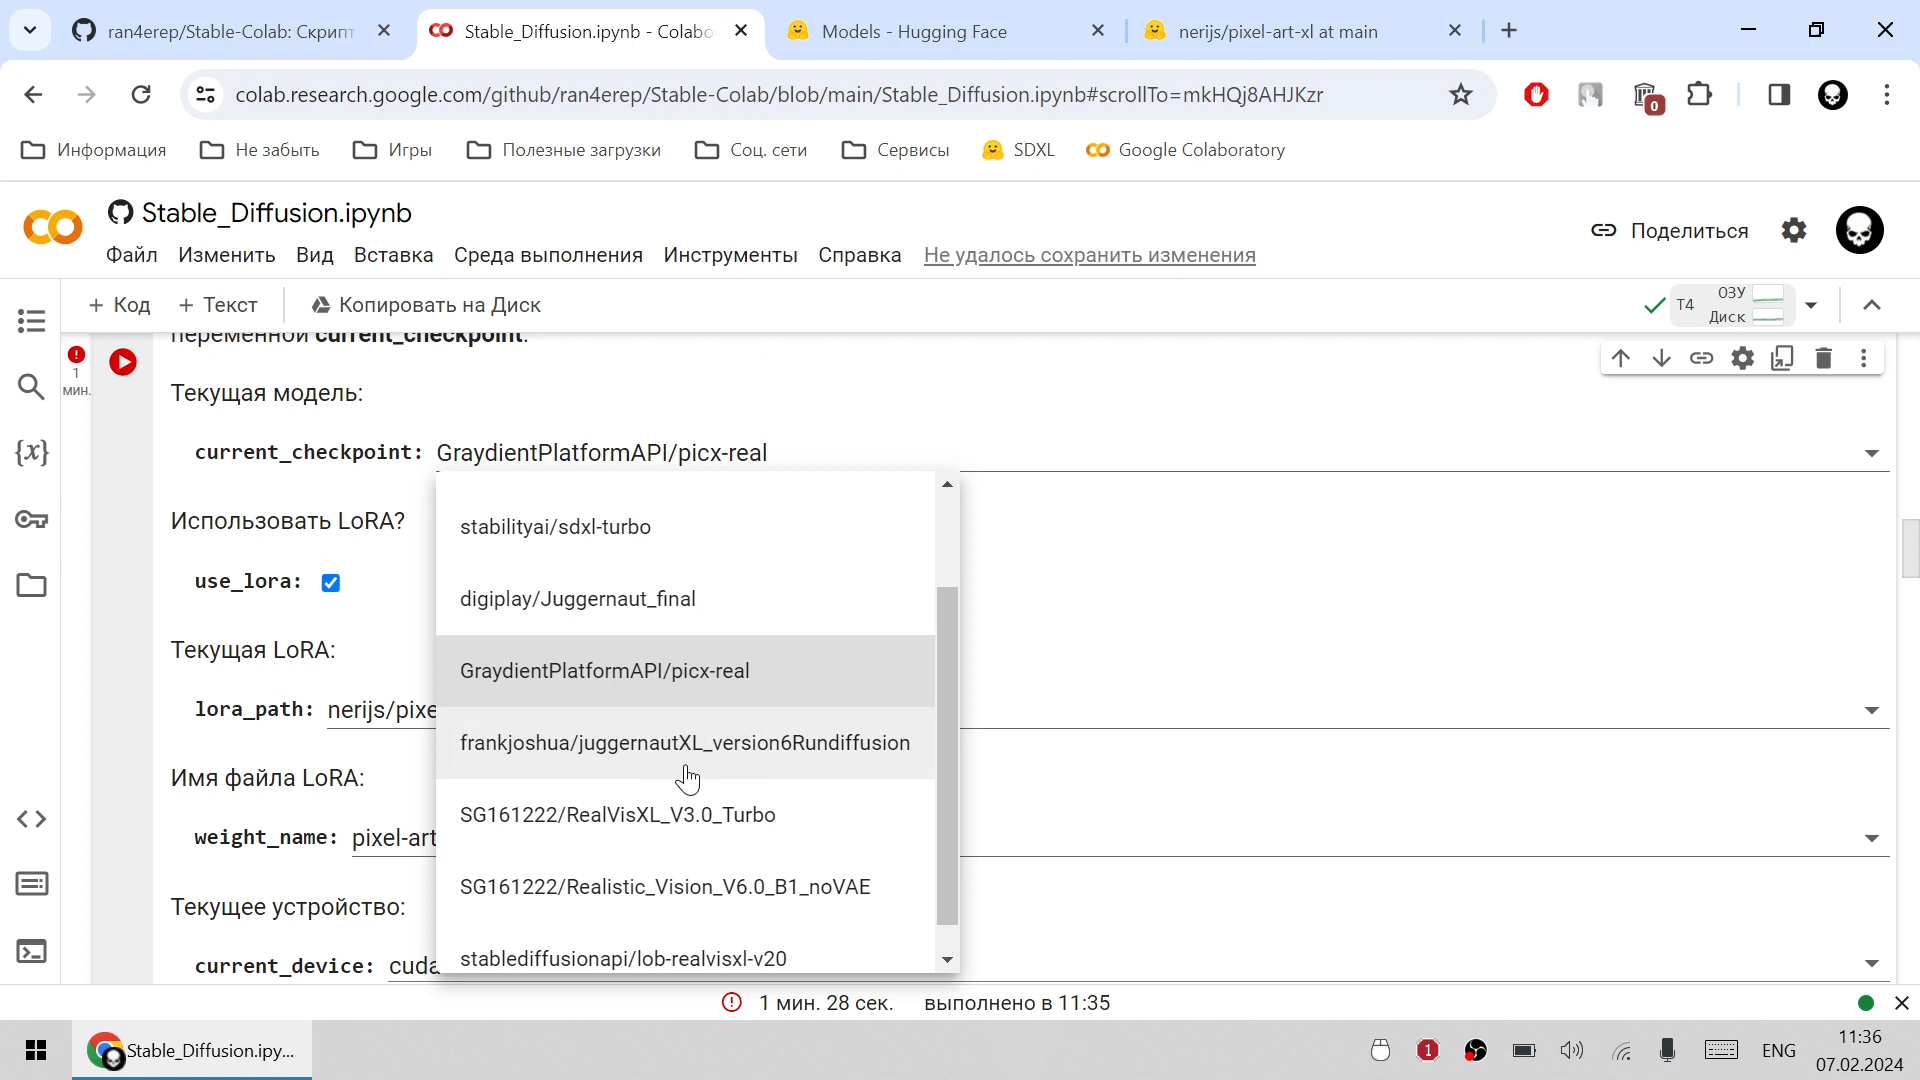 ran4erep/Stable-Colab: Скрипт
Stable_Diffusion.ipynb - Colabo
Models - Hugging Face
nerijs/pixel-art-xl at main
colab.research.google.com/github/ran4erep/Stable-Colab/blob/main/Stable_Diffusion.ipynb#scrollTo=mkHQj8AHJKzr
0
Информация
Не забыть
Игры
Полезные загрузки
Соц. сети
Сервисы
SDXL
Google Colaboratory
Stable_Diffusion.ipynb
Файл Изменить Вид Вставка Среда выполнения Инструменты Справка Не удалось сохранить изменения
Поделиться
+ Код + Текст Копировать на Диск
T4 ОЗУ
Диск
переменной current_checkpoint.
1
мин.
Текущая модель:
current_checkpoint: GraydientPlatformAPI/picx-real
stabilityai/sdxl-turbo
digiplay/Juggernaut_final
GraydientPlatformAPI/picx-real
frankjoshua/juggernautXL_version6Rundiffusion
SG161222/RealVisXL_V3.0_Turbo
SG161222/Realistic_Vision_V6.0_B1_noVAE
stablediffusionapi/lob-realvisxl-v20
Использовать LoRA?
use_lora:
Текущая LoRA:
lora_path: nerijs/pixe
Имя файла LoRA:
weight_name: pixel-art
Текущее устройство:
current_device: cuda
1 мин. 28 сек. выполнено в 11:35
Stable_Diffusion.ipy...
1
ENG
11:36
07.02.2024